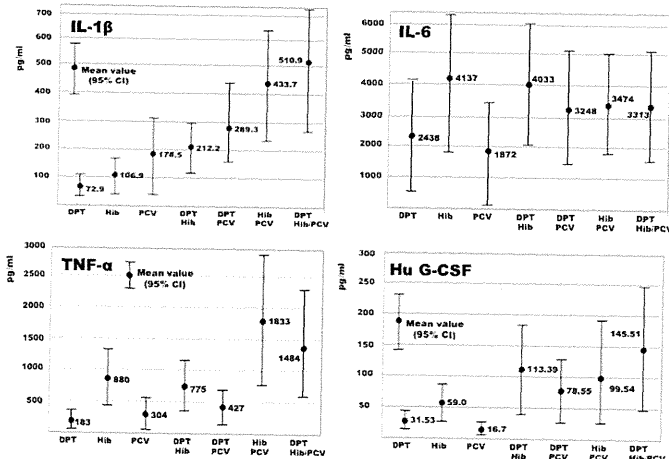 IL-1β
pg/ml
700
600
500
400
300
200
100
Mean value
(95% CI)
72.9
106.9
178.5
212.2
289.3
433.7
510.9
DPT Hib PCV DPT DPT Hib DPT
Hib PCV PCV Hib/PCV
IL-6
pg/ml
6000
5000
4000
3000
2000
1000
2438
4137
1872
4033
3248
3474
3313
DPT Hib PCV DPT DPT Hib DPT
Hib PCV PCV Hib/PCV
TNF-α
pg/ml
3000
2500
2000
1500
1000
500
Mean value
(95% CI)
183
880
304
775
427
1833
1484
DPT Hib PCV DPT DPT Hib DPT
Hib PCV PCV Hib/PCV
Hu G-CSF
pg/ml
300
250
200
150
100
50
Mean value
(95% CI)
31.53
59.0
16.7
113.39
78.55
99.54
145.51
DPT Hib PCV DPT DPT Hib DPT
Hib PCV PCV Hib/PCV